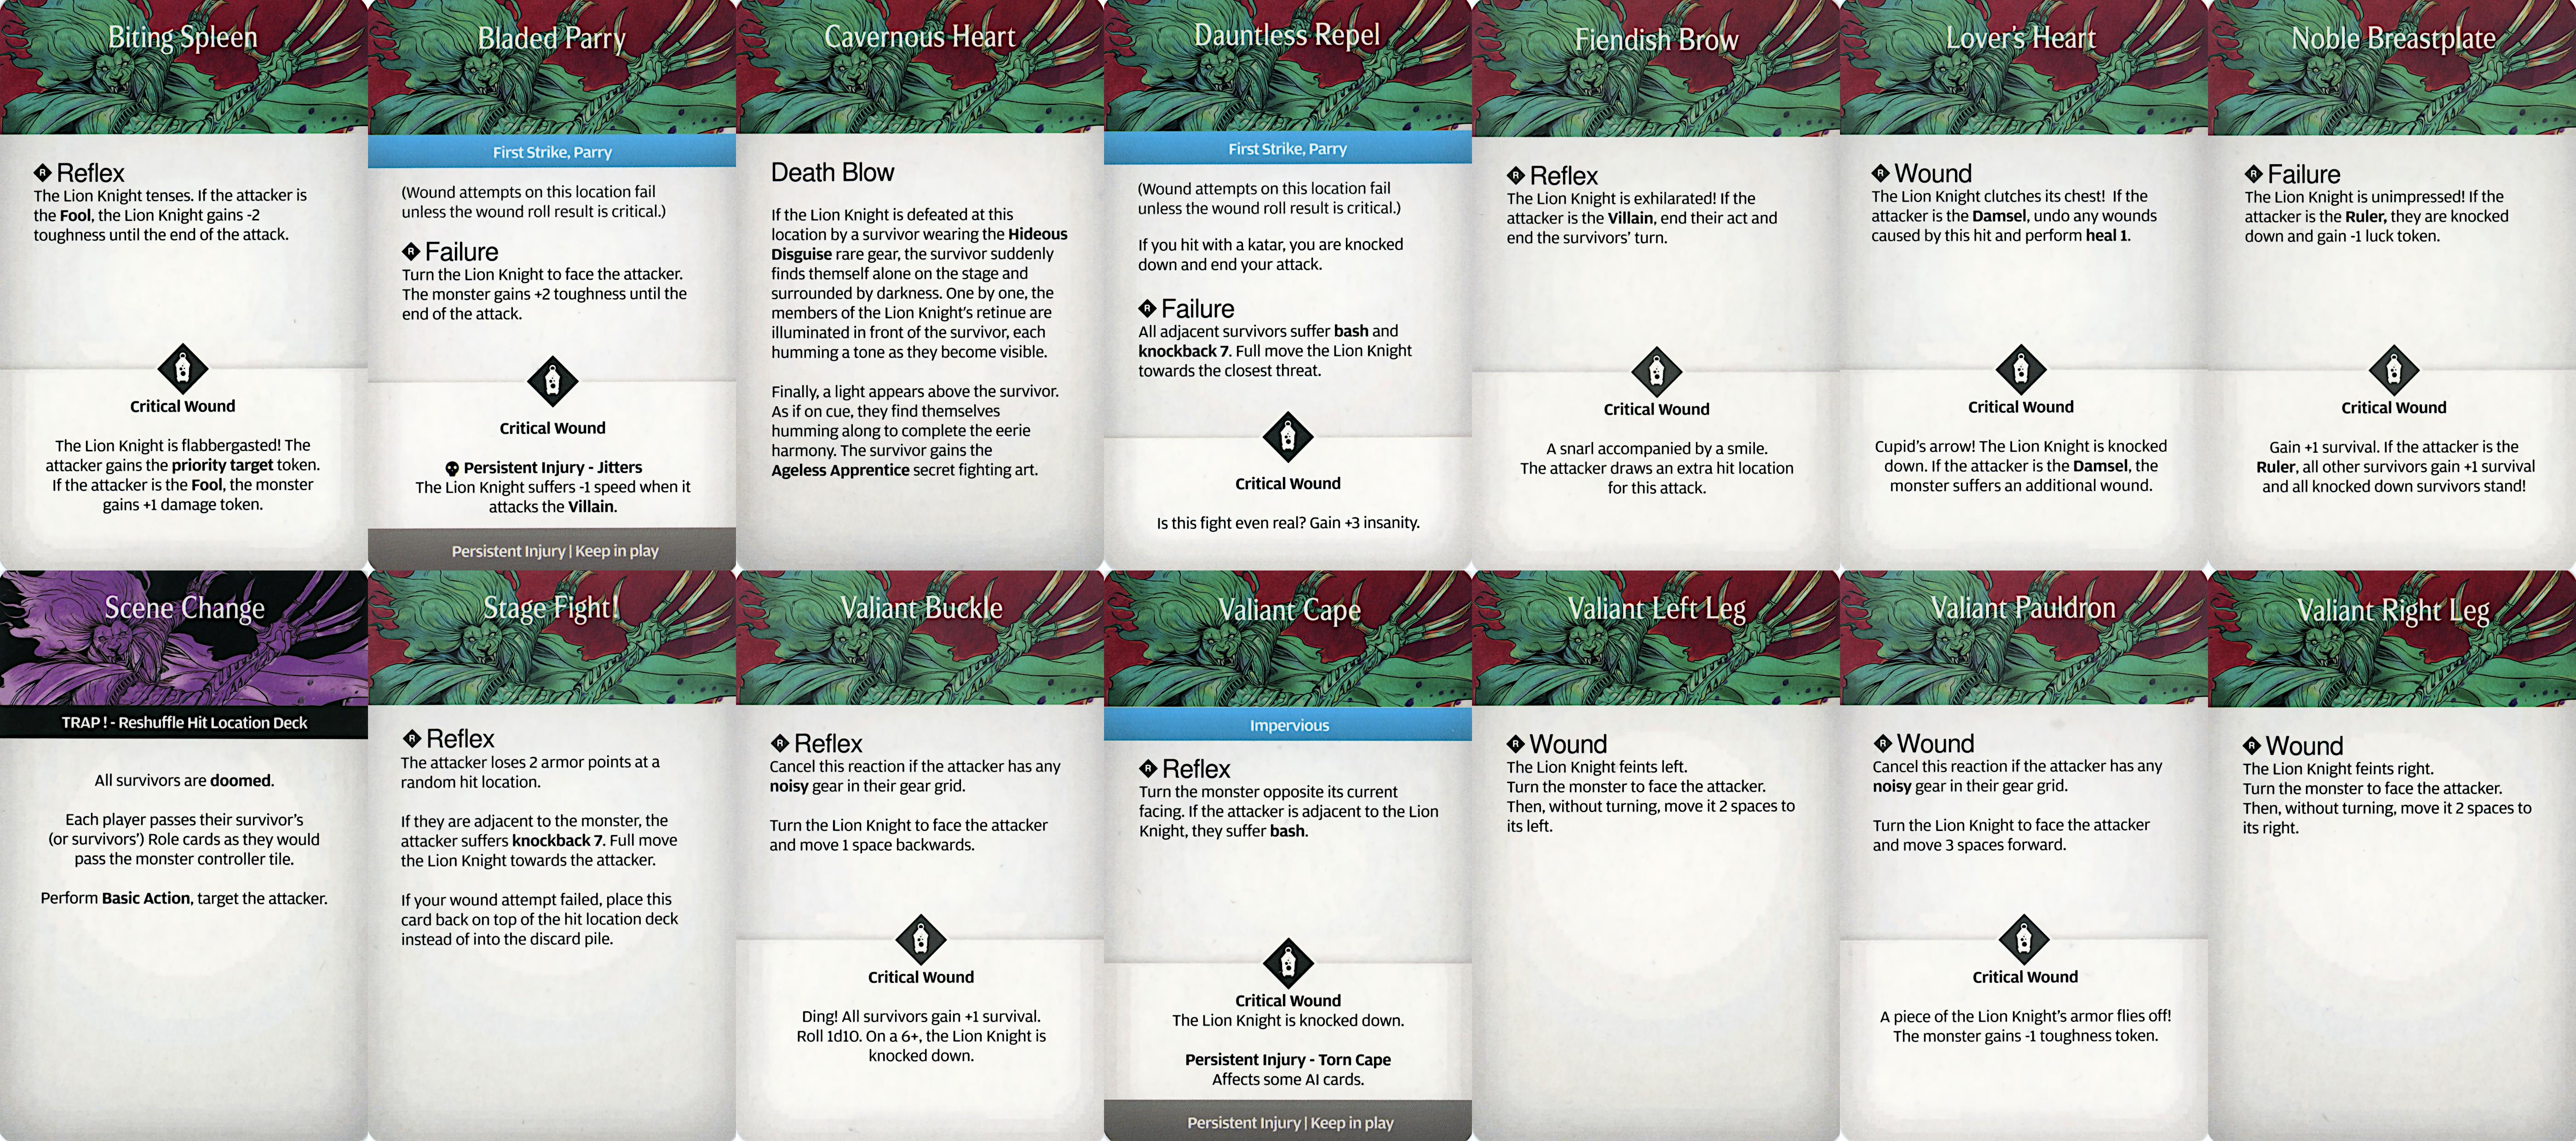 Biting Spleen
Reflex
The Lion Knight tenses. If the attacker is
the Fool, the Lion Knight gains -2
toughness until the end of the attack.
Critical Wound
The Lion Knight is flabbergasted! The
attacker gains the priority target token.
If the attacker is the Fool, the monster
gains +1 damage token.
Bladed Parry
First Strike, Parry
(Wound attempts on this location fail
unless the wound roll result is critical.)
Failure
Turn the Lion Knight to face the attacker.
The monster gains +2 toughness until the
end of the attack.
Critical Wound
Persistent Injury - Jitters
The Lion Knight suffers -1 speed when it
attacks the Villain.
Persistent Injury | Keep in play
Cavernous Heart
Death Blow
If the Lion Knight is defeated at this
location by a survivor wearing the Hideous
Disguise rare gear, the survivor suddenly
finds themself alone on the stage and
surrounded by darkness. One by one, the
members of the Lion Knight's retinue are
illuminated in front of the survivor, each
humming a tone as they become visible.
Finally, a light appears above the survivor.
As if on cue, they find themselves
humming along to complete the eerie
harmony. The survivor gains the
Ageless Apprentice secret fighting art.
Dauntless Repel
First Strike, Parry
(Wound attempts on this location fail
unless the wound roll result is critical.)
If you hit with a katar, you are knocked
down and end your attack.
Failure
All adjacent survivors suffer bash and
knockback 7. Full move the Lion Knight
towards the closest threat.
Critical Wound
Is this fight even real? Gain +3 insanity.
Fiendish Brow
Reflex
The Lion Knight is exhilarated! If the
attacker is the Villain, end their act and
end the survivors' turn.
Critical Wound
A snarl accompanied by a smile.
The attacker draws an extra hit location
for this attack.
Lover's Heart
Wound
The Lion Knight clutches its chest! If the
attacker is the Damsel, undo any wounds
caused by this hit and perform heal 1.
Critical Wound
Cupid's arrow! The Lion Knight is knocked
down. If the attacker is the Damsel, the
monster suffers an additional wound.
Noble Breastplate
Failure
The Lion Knight is unimpressed! If the
attacker is the Ruler, they are knocked
down and gain -1 luck token.
Critical Wound
Gain +1 survival. If the attacker is the
Ruler, all other survivors gain +1 survival
and all knocked down survivors stand!
Scene Change
TRAP! - Reshuffle Hit Location Deck
All survivors are doomed.
Each player passes their survivor's
(or survivors') Role cards as they would
pass the monster controller tile.
Perform Basic Action, target the attacker.
Stage Fight!
Reflex
The attacker loses 2 armor points at a
random hit location.
If they are adjacent to the monster, the
attacker suffers knockback 7. Full move
the Lion Knight towards the attacker.
If your wound attempt failed, place this
card back on top of the hit location deck
instead of into the discard pile.
Valiant Buckle
Reflex
Cancel this reaction if the attacker has any
noisy gear in their gear grid.
Turn the Lion Knight to face the attacker
and move 1 space backwards.
Critical Wound
Ding! All survivors gain +1 survival.
Roll 1d10. On a 6+, the Lion Knight is
knocked down.
Valiant Cape
Impervious
Reflex
Turn the monster opposite its current
facing. If the attacker is adjacent to the Lion
Knight, they suffer bash.
Critical Wound
The Lion Knight is knocked down.
Persistent Injury - Torn Cape
Affects some AI cards.
Persistent Injury | Keep in play
Valiant Left Leg
Wound
The Lion Knight feints left.
Turn the monster to face the attacker.
Then, without turning, move it 2 spaces to
its left.
Valiant Pauldron
Wound
Cancel this reaction if the attacker has any
noisy gear in their gear grid.
Turn the Lion Knight to face the attacker
and move 3 spaces forward.
Critical Wound
A piece of the Lion Knight's armor flies off!
The monster gains -1 toughness token.
Valiant Right Leg
Wound
The Lion Knight feints right.
Turn the monster to face the attacker.
Then, without turning, move it 2 spaces to
its right.